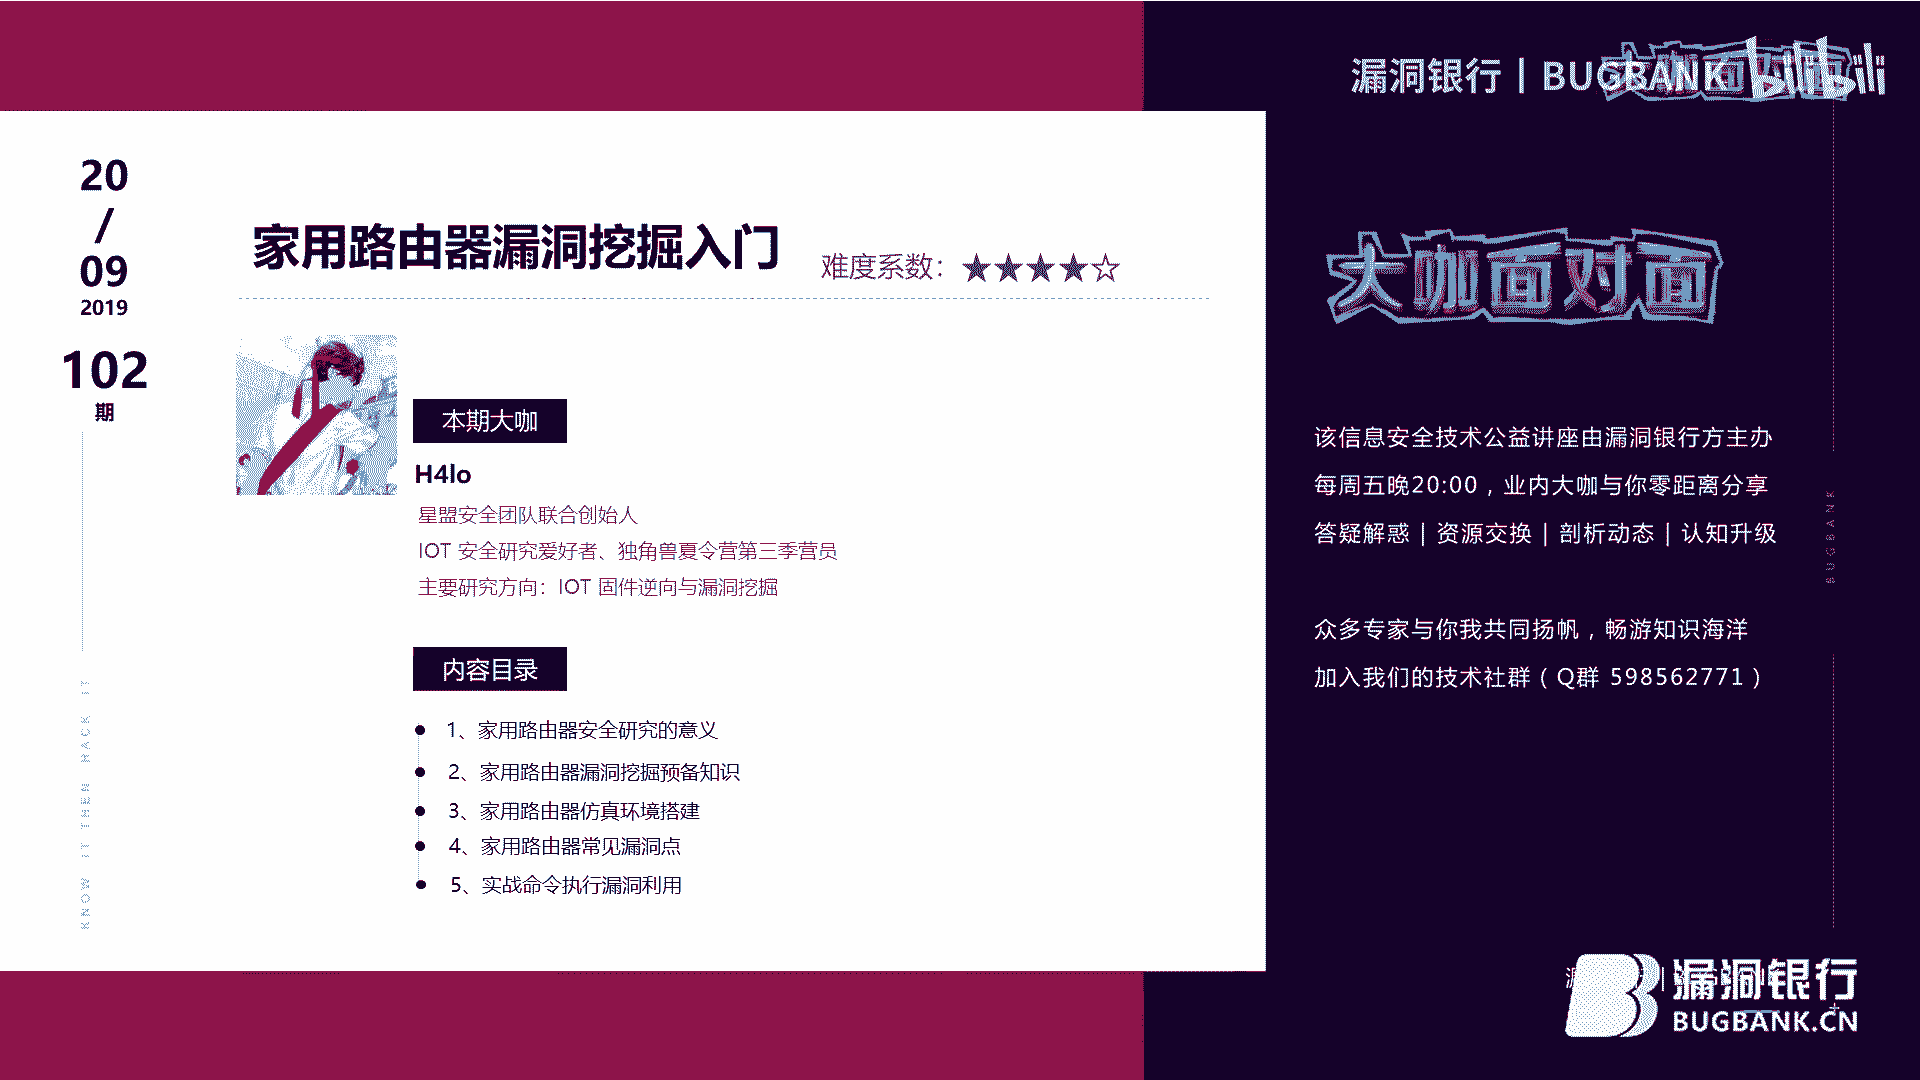 漏洞银行丨BUGBANK
bilibili
20
/
09
2019
102
期
KNOW IT THEN HACK IT
家用路由器漏洞挖掘入门
难度系数：★★★★☆
本期大咖
H4lo
星盟安全团队联合创始人
IOT 安全研究爱好者、独角兽夏令营第三季营员
主要研究方向：IOT 固件逆向与漏洞挖掘
内容目录
1、家用路由器安全研究的意义
2、家用路由器漏洞挖掘预备知识
3、家用路由器仿真环境搭建
4、家用路由器常见漏洞点
5、实战命令执行漏洞利用
大咖面对面
该信息安全技术公益讲座由漏洞银行方主办
每周五晚20:00，业内大咖与你零距离分享
答疑解惑｜资源交换｜剖析动态｜认知升级
众多专家与你我共同扬帆，畅游知识海洋
加入我们的技术社群（Q群 598562771）
BUGBANK
漏洞银行
BUGBANK.CN